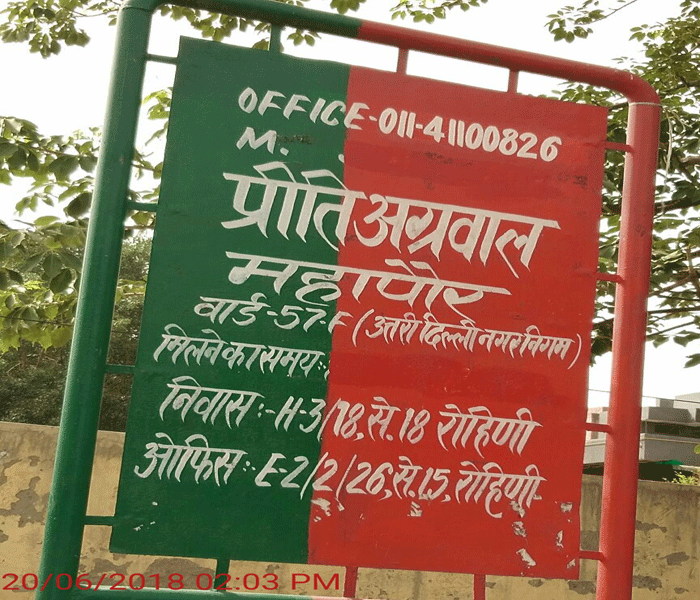 OFFICE-011-41100826
M.
प्रीति अग्रवाल
महापौर
वार्ड-57-F (उत्तरी दिल्ली नगर निगम)
मिलने का समय:
निवास:-H-3/18, से.18 रोहिणी
ओफिस:-E-2/2/26, से.15, रोहिणी
20/06/2018 02:03 PM